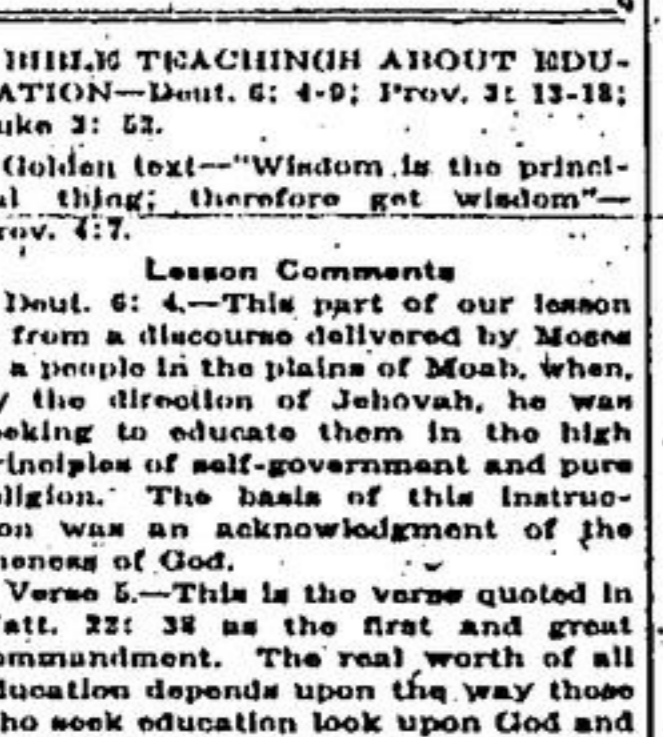 BIBLE TEACHINGS ABOUT EDU-
ATION—Deut. 6: 4-9; Prov. 3: 13-18;
uke 2: 52.
Golden text—"Wisdom is the princi-
al thing; therefore get wisdom"—
rov. 4:7.
Lesson Comments
Deut. 6: 4.—This part of our lesson
from a discourse delivered by Moses
a people in the plains of Moab, when,
y the direction of Jehovah, he was
eking to educate them in the high
rinciples of self-government and pure
eligion. The basis of this instruc-
on was an acknowledgment of the
neness of God.
Verse 5.—This is the verse quoted in
att. 22: 38 as the first and great
ommandment. The real worth of all
ducation depends upon the way those
ho seek education look upon God and